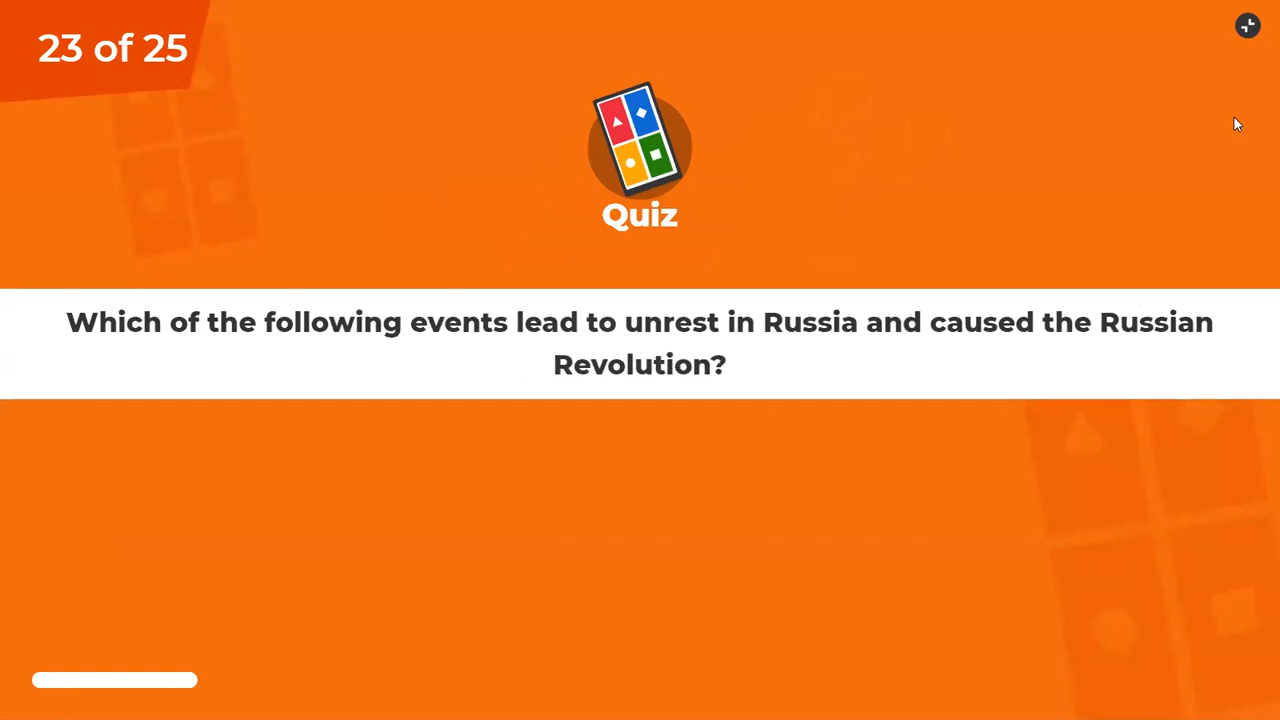 23 of 25
Quiz
Which of the following events lead to unrest in Russia and caused the Russian
Revolution?